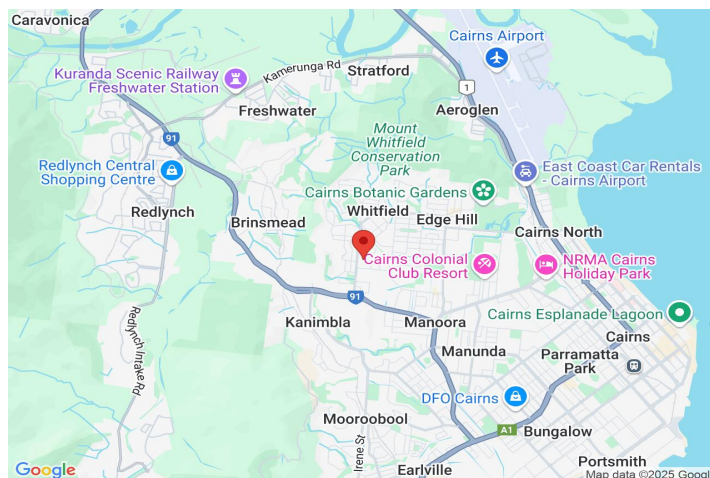 Caravonica
Cairns Airport
Kuranda Scenic Railway
Freshwater Station
Kamerunga Rd
Stratford
1
Freshwater
Aeroglen
91
Mount
Whitfield
Conservation
Park
Redlynch Central
Shopping Centre
East Coast Car Rentals
- Cairns Airport
Cairns Botanic Gardens
Redlynch
Brinsmead
Whitfield
Edge Hill
Cairns North
Cairns Colonial
Club Resort
NRMA Cairns
Holiday Park
91
Redlynch Intake Rd
Kanimbla
Manoora
Cairns Esplanade Lagoon
Cairns
Manunda
Parramatta
Park
DFO Cairns
Mooroobool
A1
Bungalow
Irene St
Earlville
Portsmith
Google
Map data ©2025 Googl